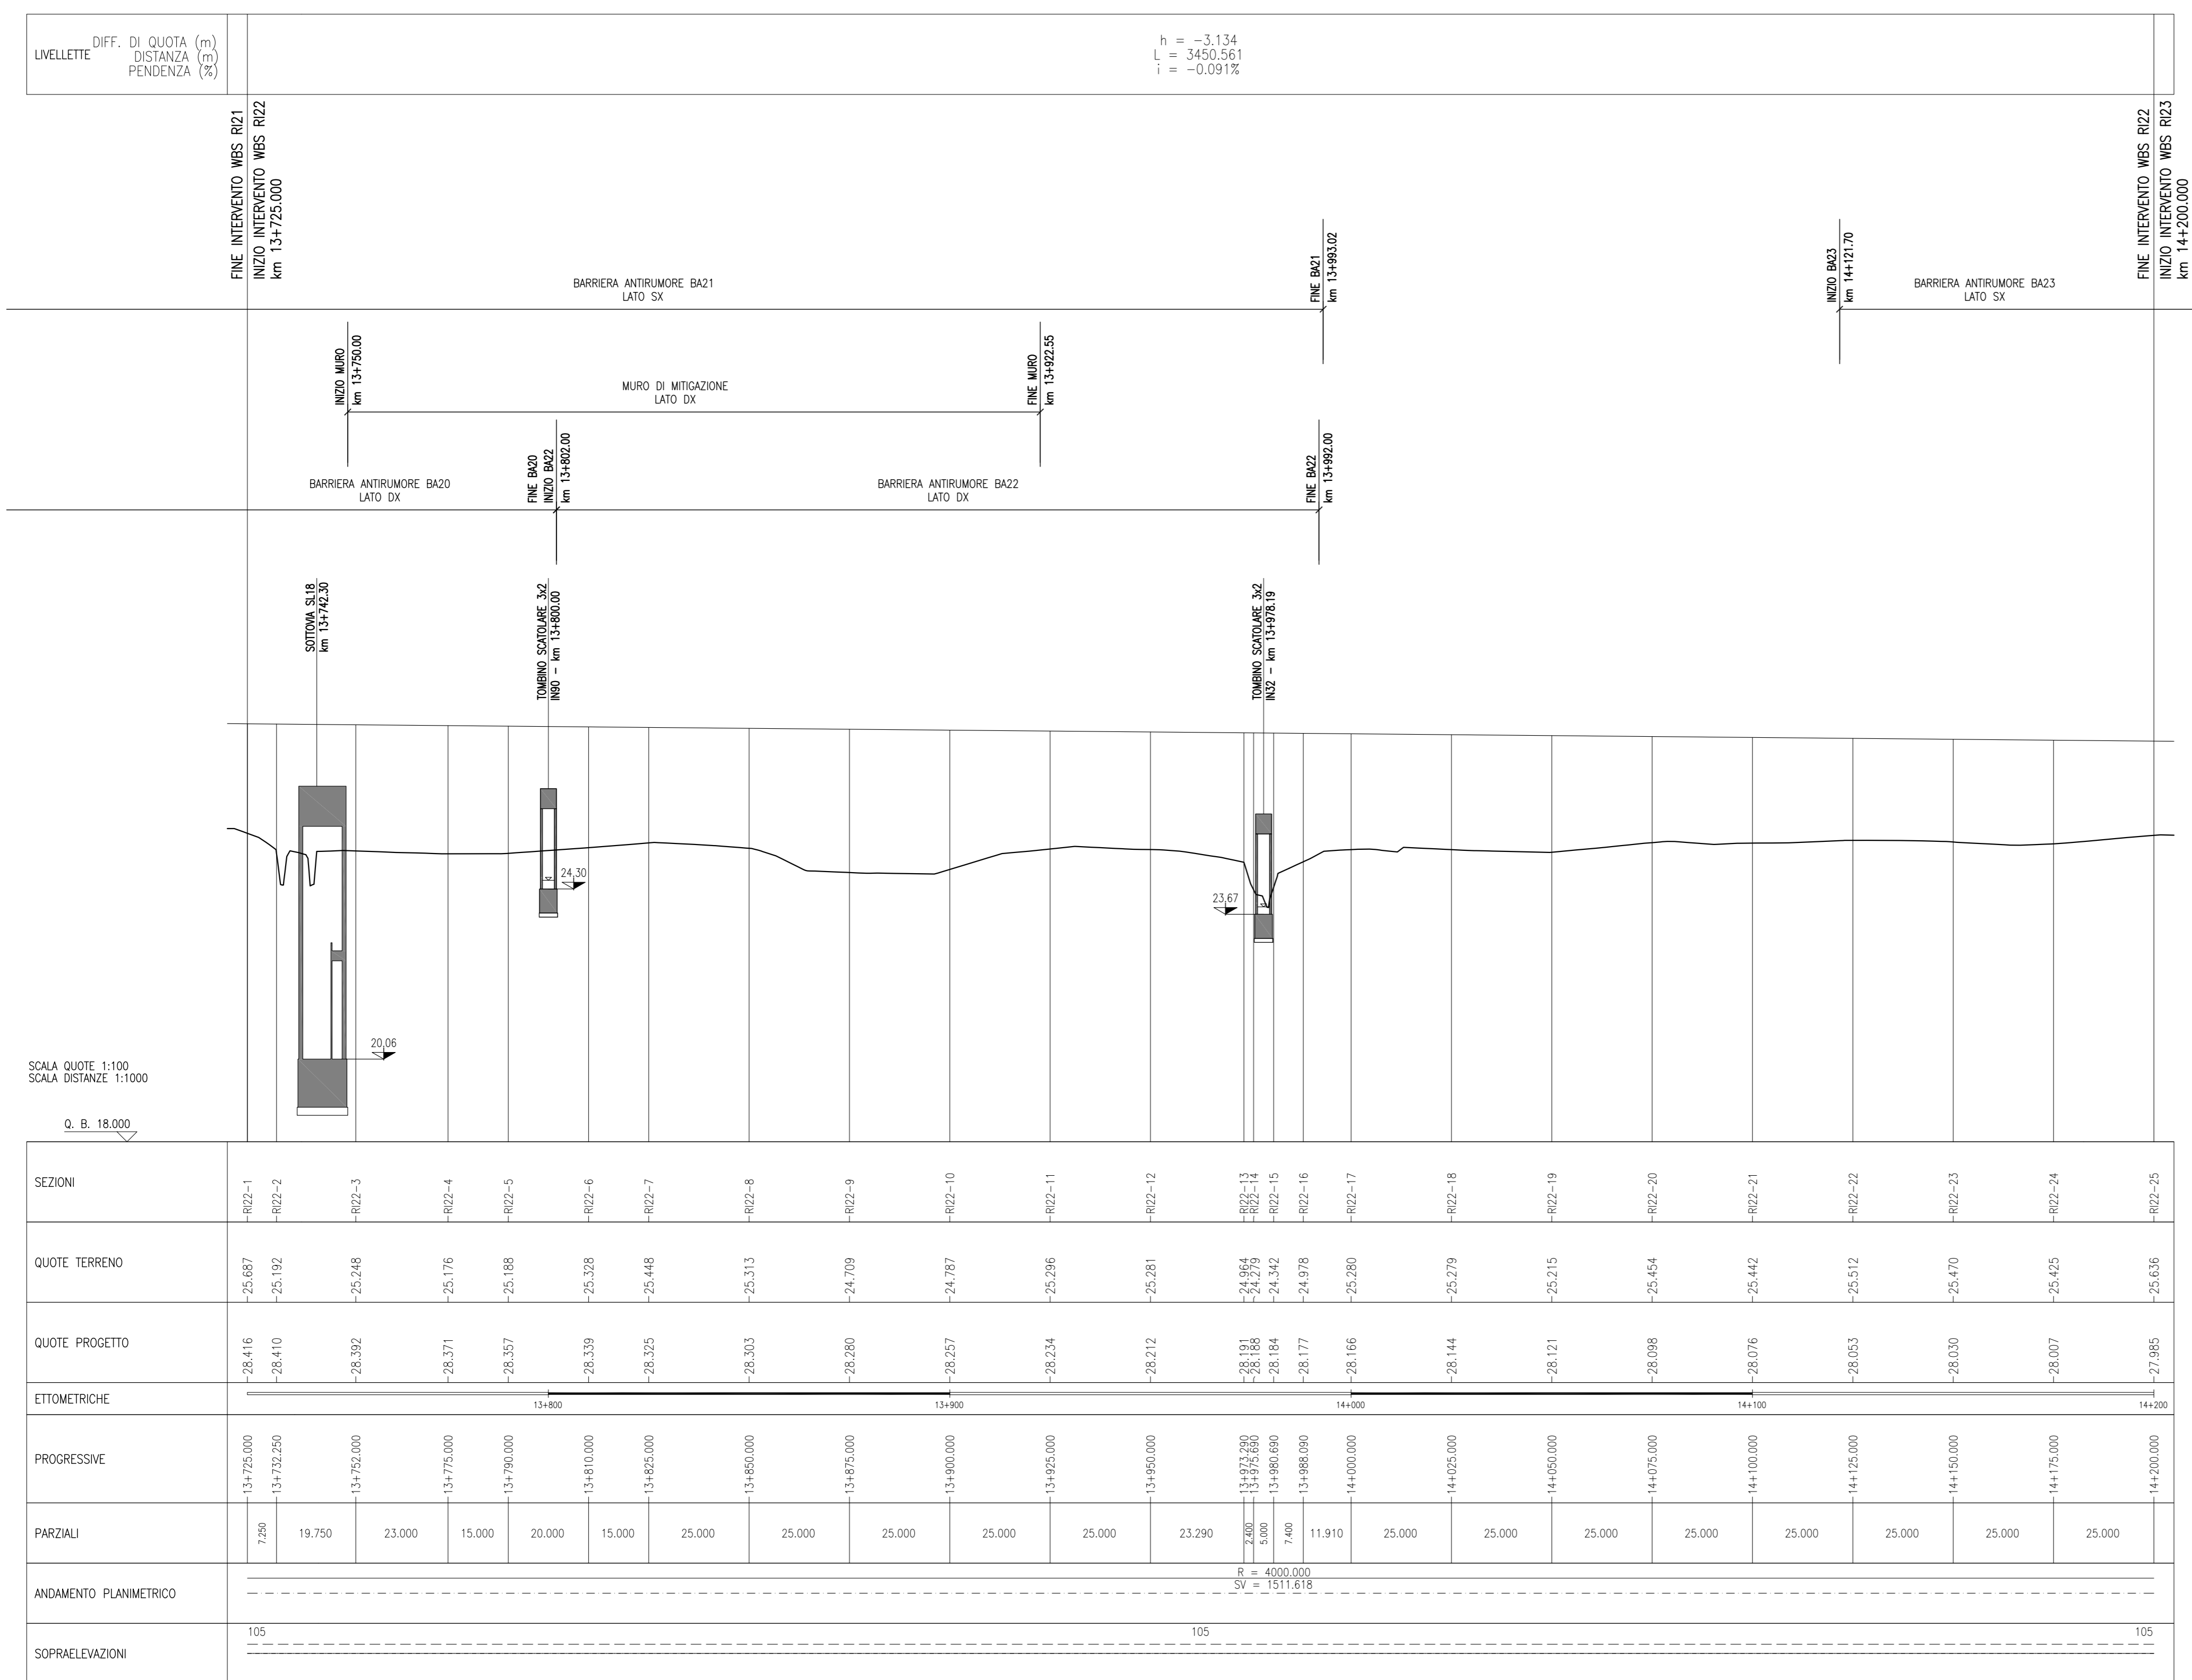 LIVELLETTE
DIFF. DI QUOTA (m)
DISTANZA (m)
PENDENZA (%)
h = -3.134
L = 3450.561
i = -0.091%
FINE INTERVENTO WBS RI21
INIZIO INTERVENTO WBS RI22
km 13+725.000
FINE INTERVENTO WBS RI22
INIZIO INTERVENTO WBS RI23
km 14+200.000
BARRIERA ANTIRUMORE BA21
LATO SX
FINE BA21
km 13+993.02
INIZIO BA23
km 14+121.70
BARRIERA ANTIRUMORE BA23
LATO SX
INIZIO MURO
km 13+750.00
MURO DI MITIGAZIONE
LATO DX
FINE MURO
km 13+922.55
BARRIERA ANTIRUMORE BA20
LATO DX
FINE BA20
INIZIO BA22
km 13+802.00
BARRIERA ANTIRUMORE BA22
LATO DX
FINE BA22
km 13+992.00
SOTTOVIA SL18
km 13+742.30
TOMBINO SCATOLARE 3x2
IN90 - km 13+800.00
TOMBINO SCATOLARE 3x2
IN32 - km 13+978.19
24,30
23,67
20,06
SCALA QUOTE 1:100
SCALA DISTANZE 1:1000
Q. B. 18.000
SEZIONI
RI22-1 RI22-2 RI22-3 RI22-4 RI22-5 RI22-6 RI22-7 RI22-8 RI22-9 RI22-10 RI22-11 RI22-12 RI22-13 RI22-14 RI22-15 RI22-16 RI22-17 RI22-18 RI22-19 RI22-20 RI22-21 RI22-22 RI22-23 RI22-24 RI22-25
QUOTE TERRENO
25.687 25.192 25.248 25.176 25.188 25.328 25.448 25.313 24.709 24.787 25.296 25.281 24.964 24.279 24.342 24.978 25.280 25.279 25.215 25.454 25.442 25.512 25.470 25.425 25.636
QUOTE PROGETTO
28.416 28.410 28.392 28.371 28.357 28.339 28.325 28.303 28.280 28.257 28.234 28.212 28.191 28.188 28.184 28.177 28.166 28.144 28.121 28.098 28.076 28.053 28.030 28.007 27.985
ETTOMETRICHE
13+800 13+900 14+000 14+100 14+200
PROGRESSIVE
13+725.000 13+732.250 13+752.000 13+775.000 13+790.000 13+810.000 13+825.000 13+850.000 13+875.000 13+900.000 13+925.000 13+950.000 13+973.290 13+975.690 13+980.690 13+988.090 14+000.000 14+025.000 14+050.000 14+075.000 14+100.000 14+125.000 14+150.000 14+175.000 14+200.000
PARZIALI
7.250 19.750 23.000 15.000 20.000 15.000 25.000 25.000 25.000 25.000 25.000 23.290 2.400 5.000 7.400 11.910 25.000 25.000 25.000 25.000 25.000 25.000 25.000 25.000
ANDAMENTO PLANIMETRICO
R = 4000.000
SV = 1511.618
SOPRAELEVAZIONI
105 105 105